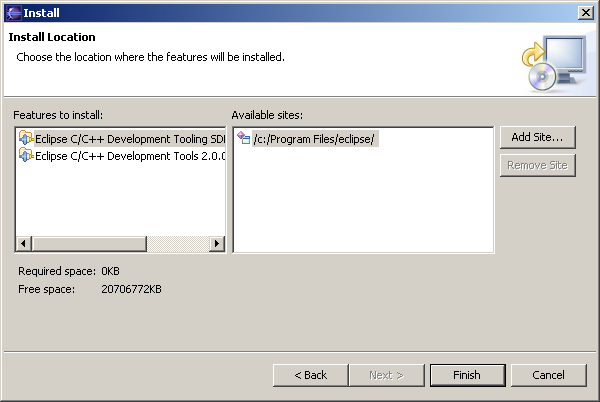 Install
Install Location
Choose the location where the features will be installed.
Features to install:
Available sites:
Eclipse C/C++ Development Tooling SD
Eclipse C/C++ Development Tools 2.0.0
/c:/Program Files/eclipse/
Add Site...
Remove Site
Required space: 0KB
Free space: 20706772KB
< Back
Next >
Finish
Cancel